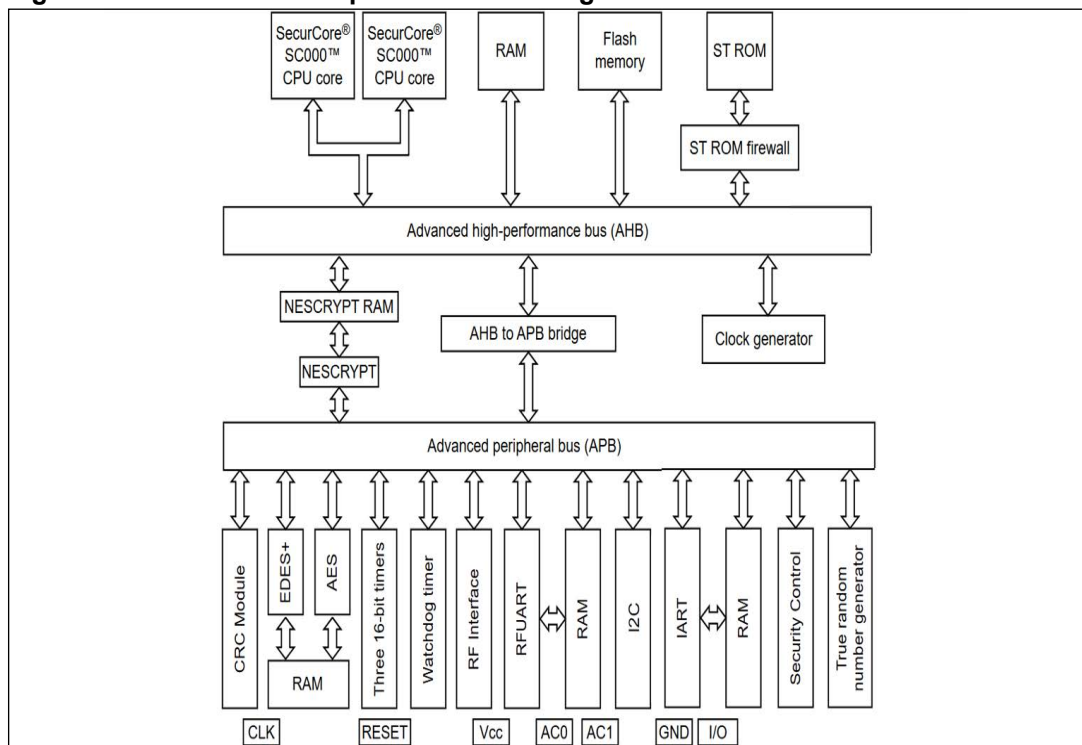 SecurCore®
SC000™
CPU core
SecurCore®
SC000™
CPU core
RAM
Flash
memory
ST ROM
ST ROM firewall
Advanced high-performance bus (AHB)
NESCRYPT RAM
AHB to APB bridge
Clock generator
NESCRYPT
Advanced peripheral bus (APB)
CRC Module
EDES+
AES
RAM
Three 16-bit timers
Watchdog timer
RF Interface
RFUART
RAM
I2C
IART
RAM
Security Control
True random
number generator
CLK
RESET
Vcc
AC0
AC1
GND
I/O